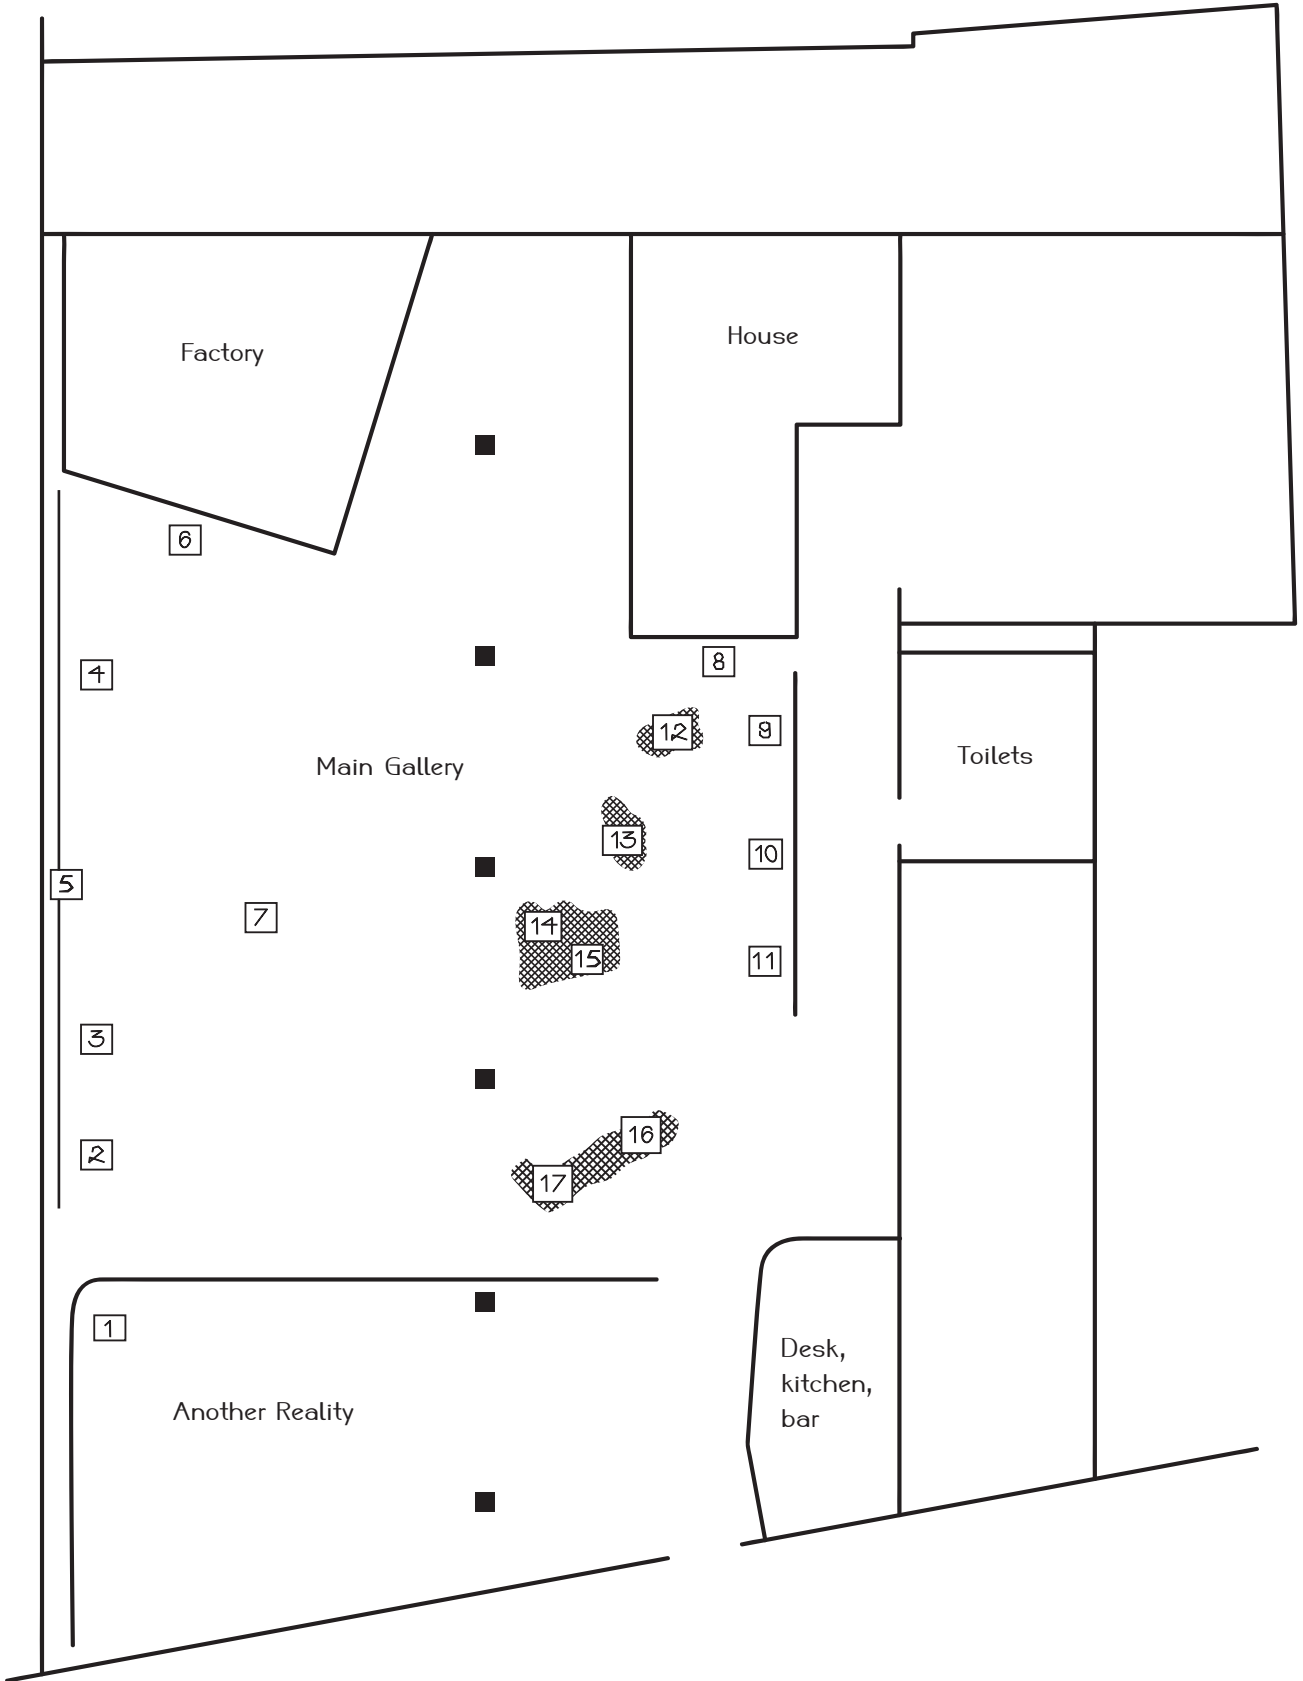 House
Factory
6
8
4
9
12
Toilets
Main Gallery
13
10
5
7
14
15
11
3
16
2
17
1
Desk,
kitchen,
bar
Another Reality